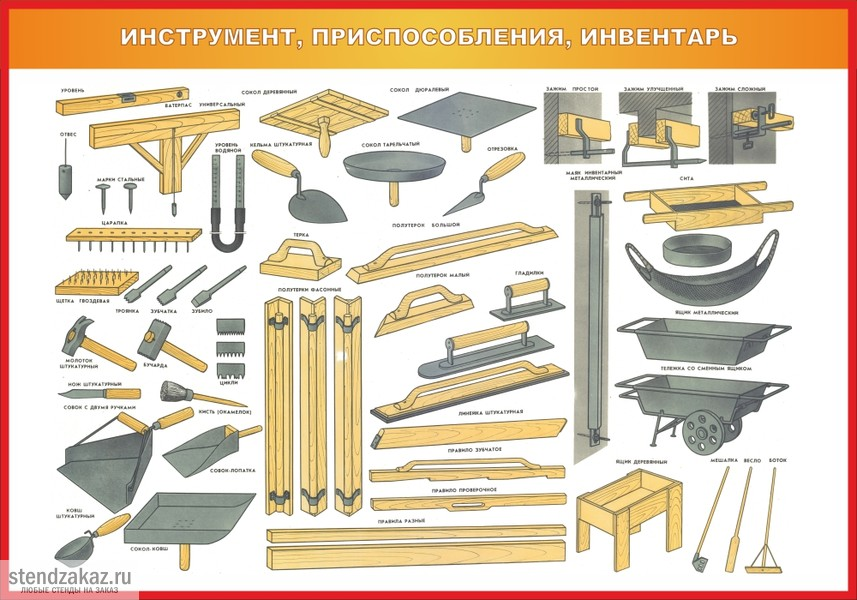 ИНСТРУМЕНТ, ПРИСПОСОБЛЕНИЯ, ИНВЕНТАРЬ
УРОВЕНЬ
ВАТЕРПАС УНИВЕРСАЛЬНЫЙ
СОКОЛ ДЕРЕВЯННЫЙ
СОКОЛ ДЮРАЛЕВЫЙ
ЗАЖИМ ПРОСТОЙ
ЗАЖИМ УЛУЧШЕННЫЙ
ЗАЖИМ СЛОЖНЫЙ
ОТВЕС
УРОВЕНЬ
ВОДЯНОЙ
КЕЛЬМА ШТУКАТУРНАЯ
СОКОЛ ТАРЕЛЬЧАТЫЙ
ОТРЕЗОВКА
МАРКИ СТАЛЬНЫЕ
МАЯК ИНВЕНТАРНЫЙ
МЕТАЛЛИЧЕСКИЙ
СИТА
ЦАРАПКА
ТЕРКА
ПОЛУТЕРОК БОЛЬШОЙ
ПОЛУТЕРОК МАЛЫЙ
ГЛАДИЛКИ
ЩЕТКА ГВОЗДЕВАЯ
ТРОЯНКА
ЗУБЧАТКА
ЗУБИЛО
ПОЛУТЕРКИ ФАСОННЫЕ
ЯЩИК МЕТАЛЛИЧЕСКИЙ
МОЛОТОК
ШТУКАТУРНЫЙ
БУЧАРДА
ЦИКЛИ
ТЕЛЕЖКА СО СМЕННЫМ ЯЩИКОМ
НОЖ ШТУКАТУРНЫЙ
СОВОК С ДВУМЯ РУЧКАМИ
КИСТЬ (ОКАМЕЛОК)
ЛИНЕЙКА ШТУКАТУРНАЯ
СОВОК-ЛОПАТКА
ПРАВИЛО ЗУБЧАТОЕ
ЯЩИК ДЕРЕВЯННЫЙ
МЕШАЛКА
ВЕСЛО
БОТОК
ПРАВИЛО ПРОВЕРОЧНОЕ
КОВШ
ШТУКАТУРНЫЙ
СОКОЛ-КОВШ
ПРАВИЛА РАЗНЫЕ
stendzakaz.ru
ЛЮБЫЕ СТЕНДЫ НА ЗАКАЗ